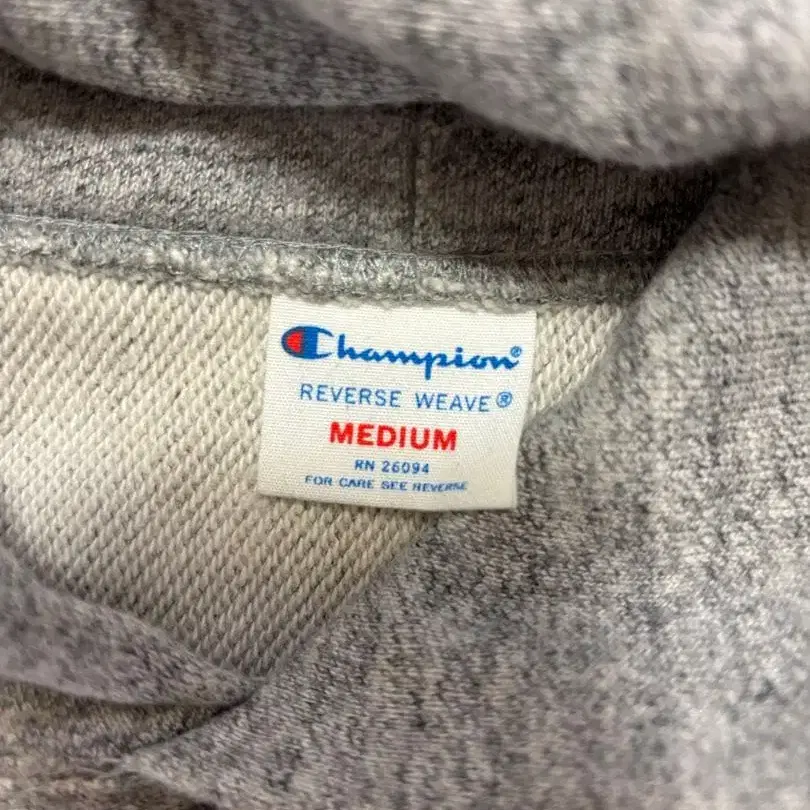 Champion®
REVERSE WEAVE®
MEDIUM
RN 26094
FOR CARE SEE REVERSE